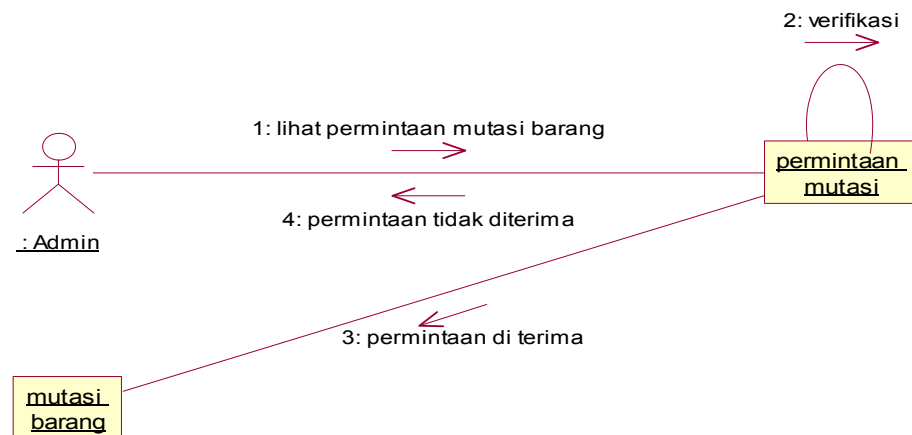 2: verifikasi
1: lihat permintaan mutasi barang
permintaan
mutasi
4: permintaan tidak diterima
: Admin
3: permintaan di terima
mutasi
barang